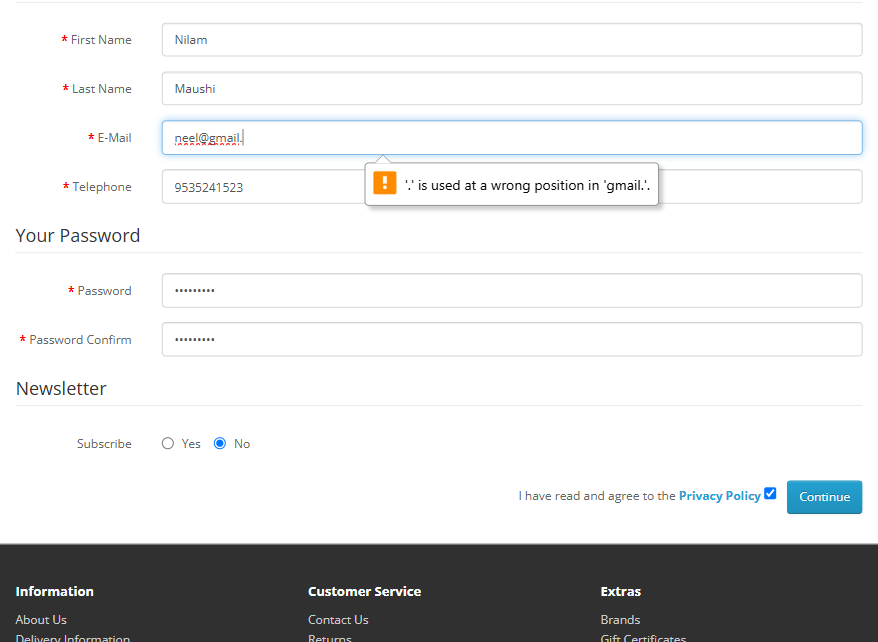 * First Name Nilam
* Last Name Maushi
* E-Mail neel@gmail.
* Telephone 9535241523
! '.' is used at a wrong position in 'gmail.'.
Your Password
* Password •••••••••
* Password Confirm •••••••••
Newsletter
Subscribe Yes No
I have read and agree to the Privacy Policy Continue
Information Customer Service Extras
About Us Contact Us Brands
Delivery Information Returns Gift Certificates